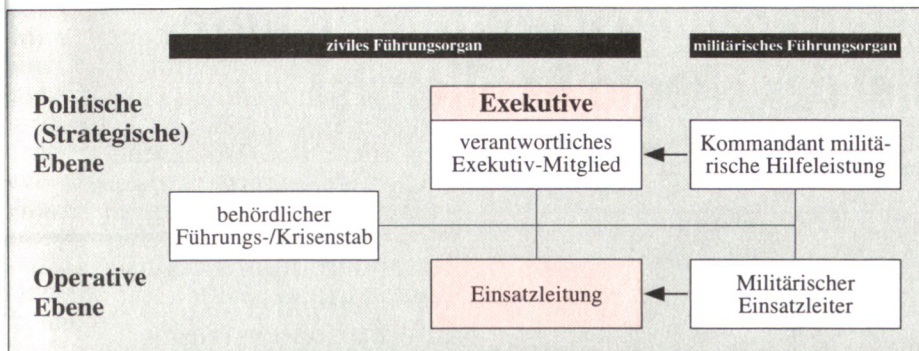 ziviles Führungsorgan
militärisches Führungsorgan
Politische
(Strategische)
Ebene
Exekutive
verantwortliches
Exekutiv-Mitglied
Kommandant militä-
rische Hilfeleistung
behördlicher
Führungs-/Krisenstab
Operative
Ebene
Einsatzleitung
Militärischer
Einsatzleiter